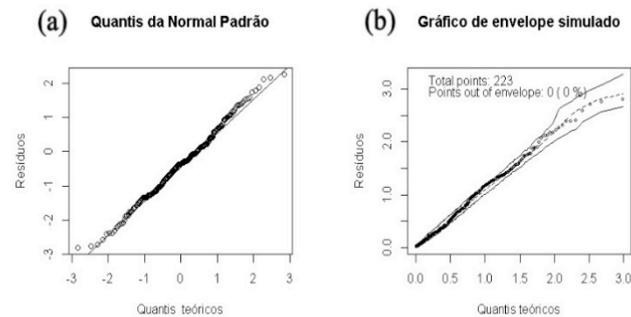 (a) Quantis da Normal Padrão
Resíduos
2
1
0
-1
-2
-3
-3 -2 -1 0 1 2 3
Quantis teóricos
(b) Gráfico de envelope simulado
Total points: 223
Points out of envelope: 0 ( 0 %)
Resíduos
3.0
2.0
1.0
0.0
0.0 0.5 1.0 1.5 2.0 2.5 3.0
Quantis teóricos